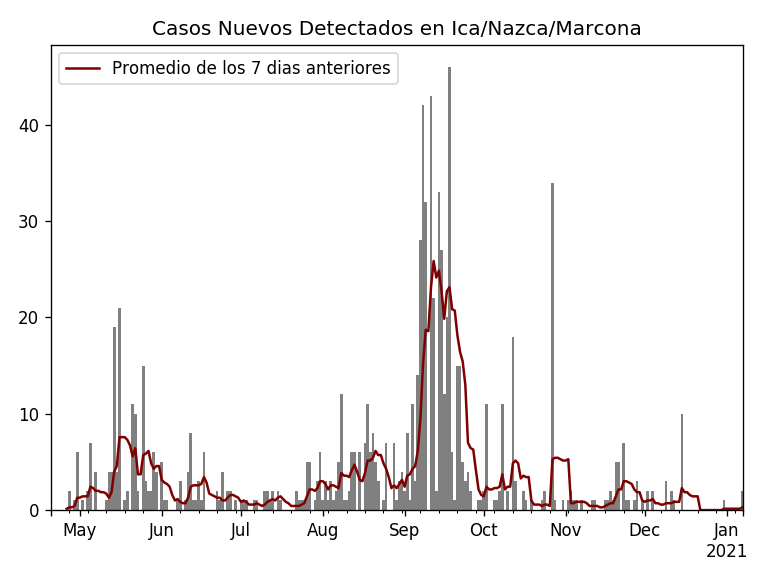 Casos Nuevos Detectados en Ica/Nazca/Marcona
Promedio de los 7 dias anteriores
40
30
20
10
0
May Jun Jul Aug Sep Oct Nov Dec Jan
2021